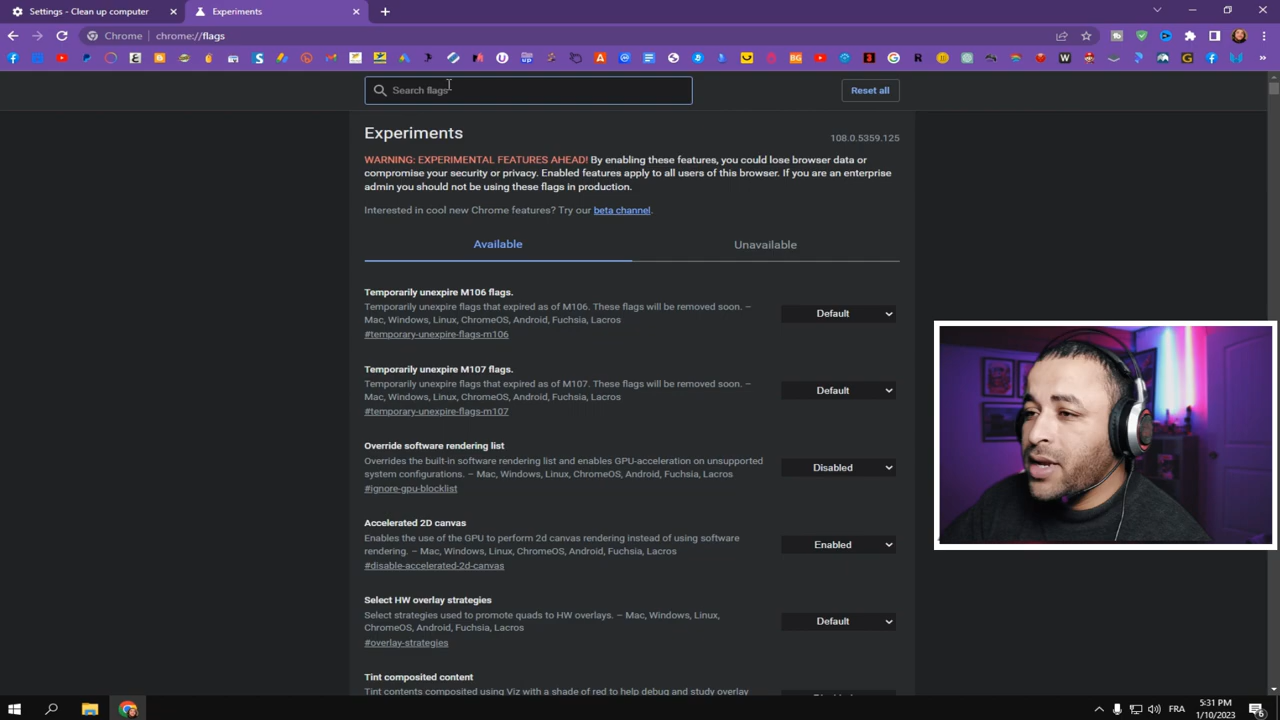 Settings - Clean up computer
Experiments
Chrome
chrome://flags
Search flags
Reset all
Experiments
108.0.5359.125
WARNING: EXPERIMENTAL FEATURES AHEAD! By enabling these features, you could lose browser data or
compromise your security or privacy. Enabled features apply to all users of this browser. If you are an enterprise
admin you should not be using these flags in production.
Interested in cool new Chrome features? Try our beta channel.
Available
Unavailable
Temporarily unexpire M106 flags.
Temporarily unexpire flags that expired as of M106. These flags will be removed soon. –
Mac, Windows, Linux, ChromeOS, Android, Fuchsia, Lacros
#temporary-unexpire-flags-m106
Default
Temporarily unexpire M107 flags.
Temporarily unexpire flags that expired as of M107. These flags will be removed soon. –
Mac, Windows, Linux, ChromeOS, Android, Fuchsia, Lacros
#temporary-unexpire-flags-m107
Default
Override software rendering list
Overrides the built-in software rendering list and enables GPU-acceleration on unsupported
system configurations. – Mac, Windows, Linux, ChromeOS, Android, Fuchsia, Lacros
#ignore-gpu-blocklist
Disabled
Accelerated 2D canvas
Enables the use of the GPU to perform 2d canvas rendering instead of using software
rendering. – Mac, Windows, Linux, ChromeOS, Android, Fuchsia, Lacros
#disable-accelerated-2d-canvas
Enabled
Select HW overlay strategies
Select strategies used to promote quads to HW overlays. – Mac, Windows, Linux,
ChromeOS, Android, Fuchsia, Lacros
#overlay-strategies
Default
Tint composited content
Tint contents composited using Viz with a shade of red to help debug and study overlay
FRA
5:31 PM
1/10/2023